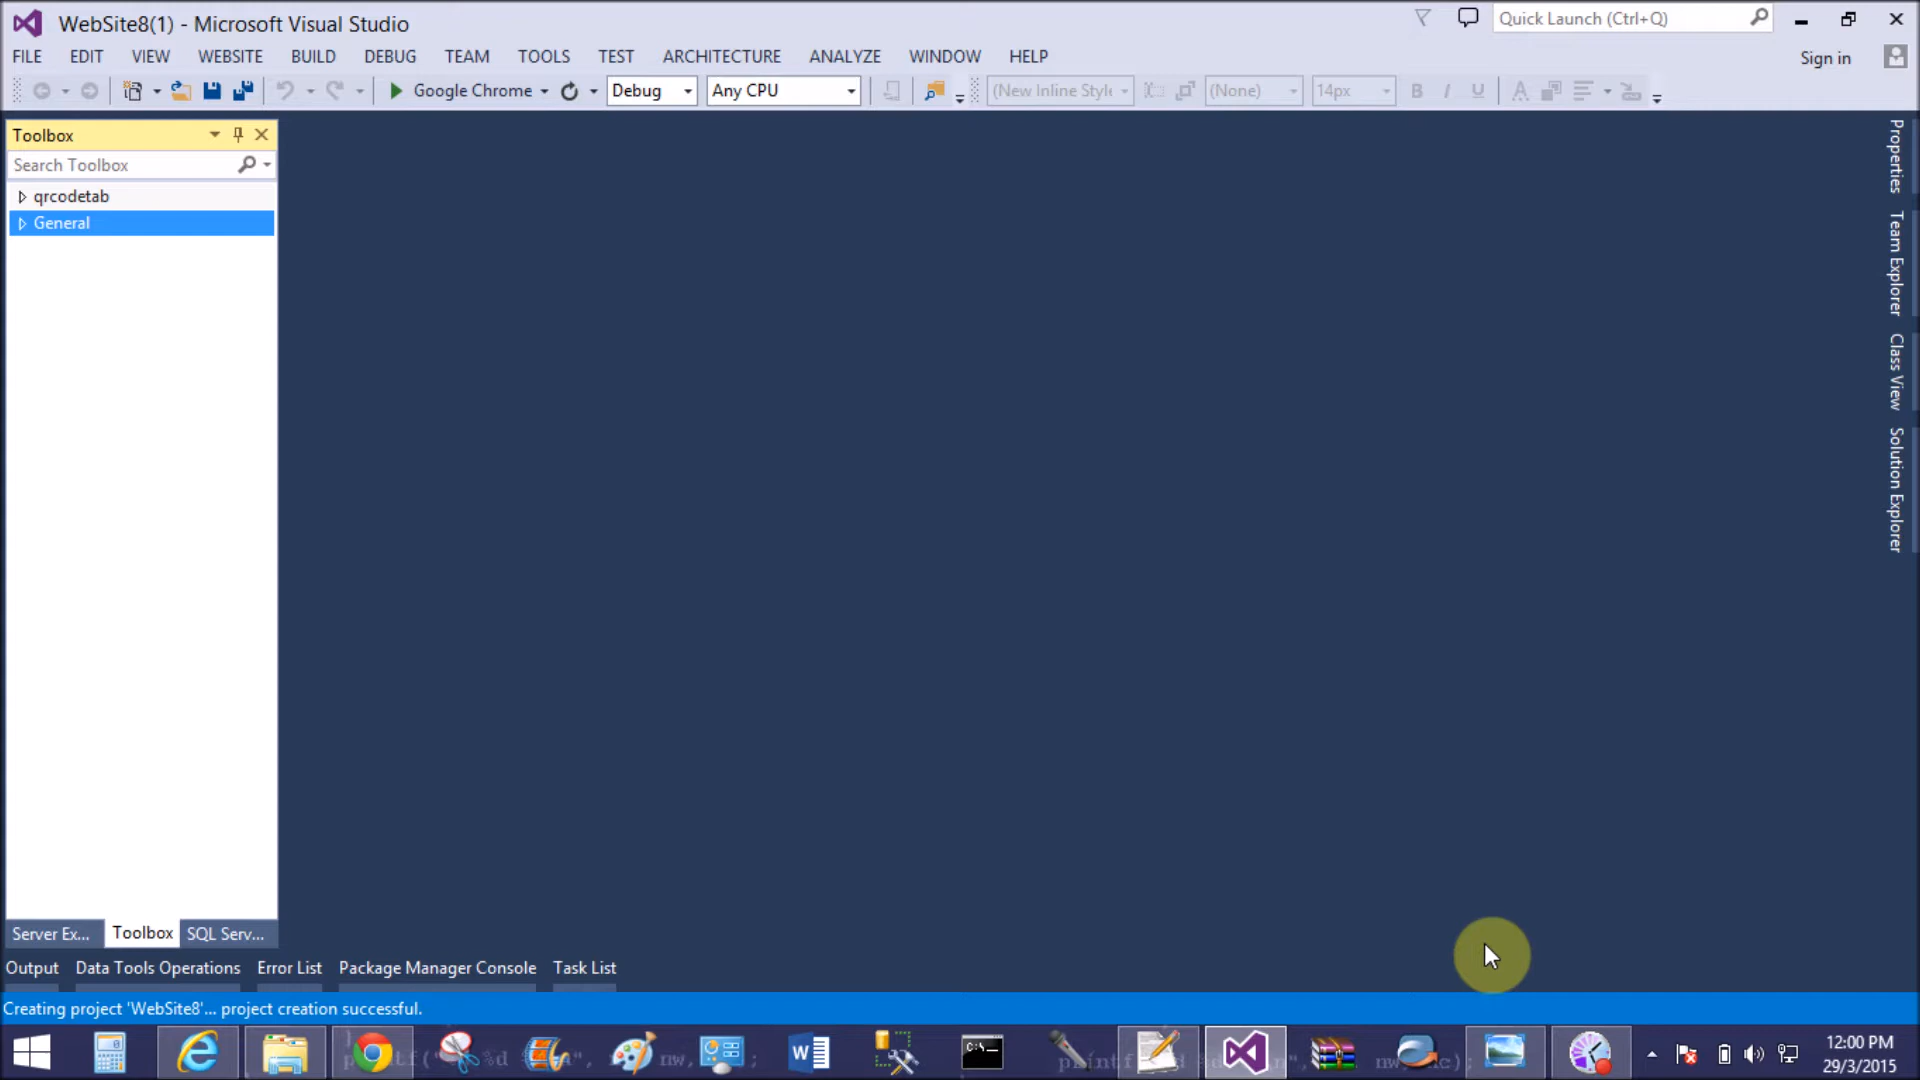 WebSite8(1) - Microsoft Visual Studio
Quick Launch (Ctrl+Q)
FILE EDIT VIEW WEBSITE BUILD DEBUG TEAM TOOLS TEST ARCHITECTURE ANALYZE WINDOW HELP
Sign in
Google Chrome Debug Any CPU (New Inline Style (None) 14px B I U A
Toolbox
Search Toolbox
qrcodetab
General
Properties
Team Explorer
Class View
Solution Explorer
Server Ex... Toolbox SQL Serv...
Output Data Tools Operations Error List Package Manager Console Task List
Creating project 'WebSite8'... project creation successful.
12:00 PM
29/3/2015